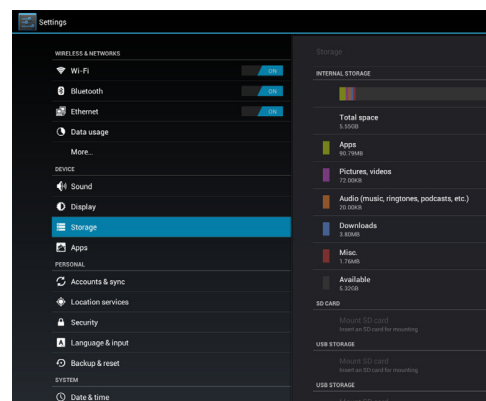 Settings
WIRELESS & NETWORKS
Wi-Fi ON
Bluetooth ON
Ethernet ON
Data usage
More...
DEVICE
Sound
Display
Storage
Apps
PERSONAL
Accounts & sync
Location services
Security
A Language & input
Backup & reset
SYSTEM
Date & time
Storage
INTERNAL STORAGE
Total space
5.55GB
Apps
90.79MB
Pictures, videos
72.00KB
Audio (music, ringtones, podcasts, etc.)
20.00KB
Downloads
3.80MB
Misc.
1.76MB
Available
5.32GB
SD CARD
Mount SD card
Insert an SD card for mounting
USB STORAGE
Mount SD card
Insert an SD card for mounting
USB STORAGE